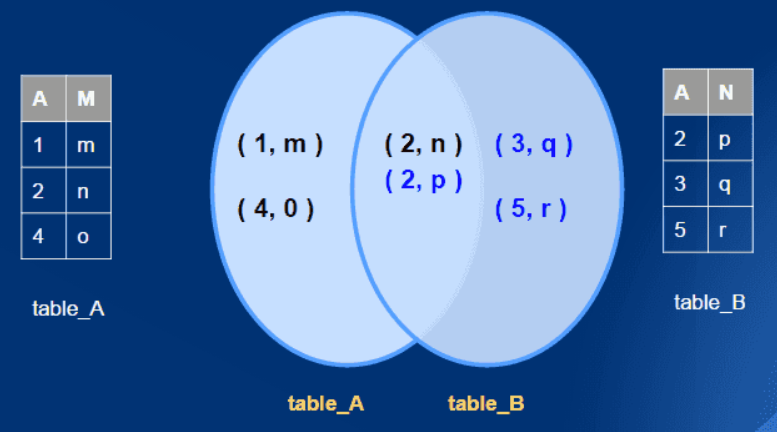 A M
1 m
2 n
4 o
table_A
( 1, m )
( 4, 0 )
( 2, n )
( 2, p )
( 3, q )
( 5, r )
table_A
table_B
A N
2 p
3 q
5 r
table_B